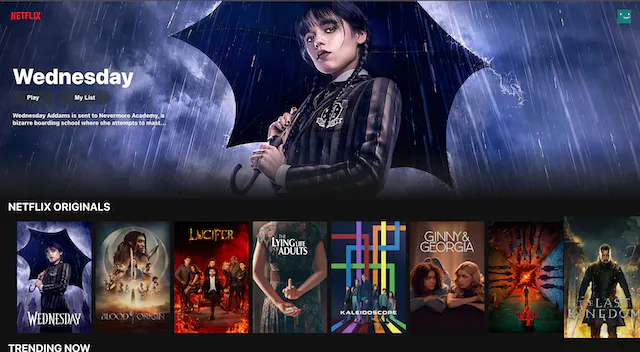 NETFLIX
Wednesday
Play
My List
Wednesday Addams is sent to Nevermore Academy, a
bizarre boarding school where she attempts to mast...
NETFLIX ORIGINALS
WEDNESDAY
BLOOD ORIGIN
LUCIFER
THE
LYING LIFE
OF
ADULTS
KALEIDOSCORE
GINNY&
GEORGIA
4
THE LAST
KINGDOM
TRENDING NOW